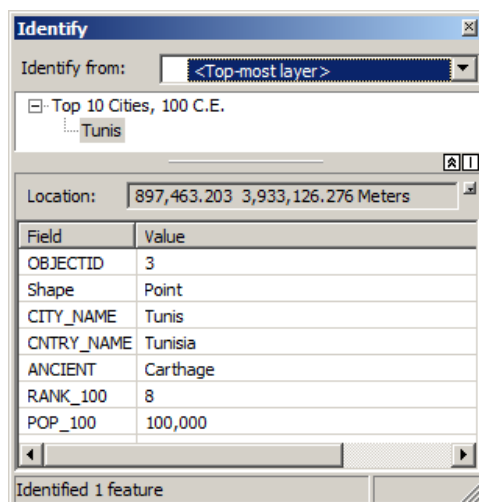 Identify
Identify from: <Top-most layer>
Top 10 Cities, 100 C.E.
Tunis
Location: 897,463.203 3,933,126.276 Meters
Field Value
OBJECTID 3
Shape Point
CITY_NAME Tunis
CNTRY_NAME Tunisia
ANCIENT Carthage
RANK_100 8
POP_100 100,000
Identified 1 feature